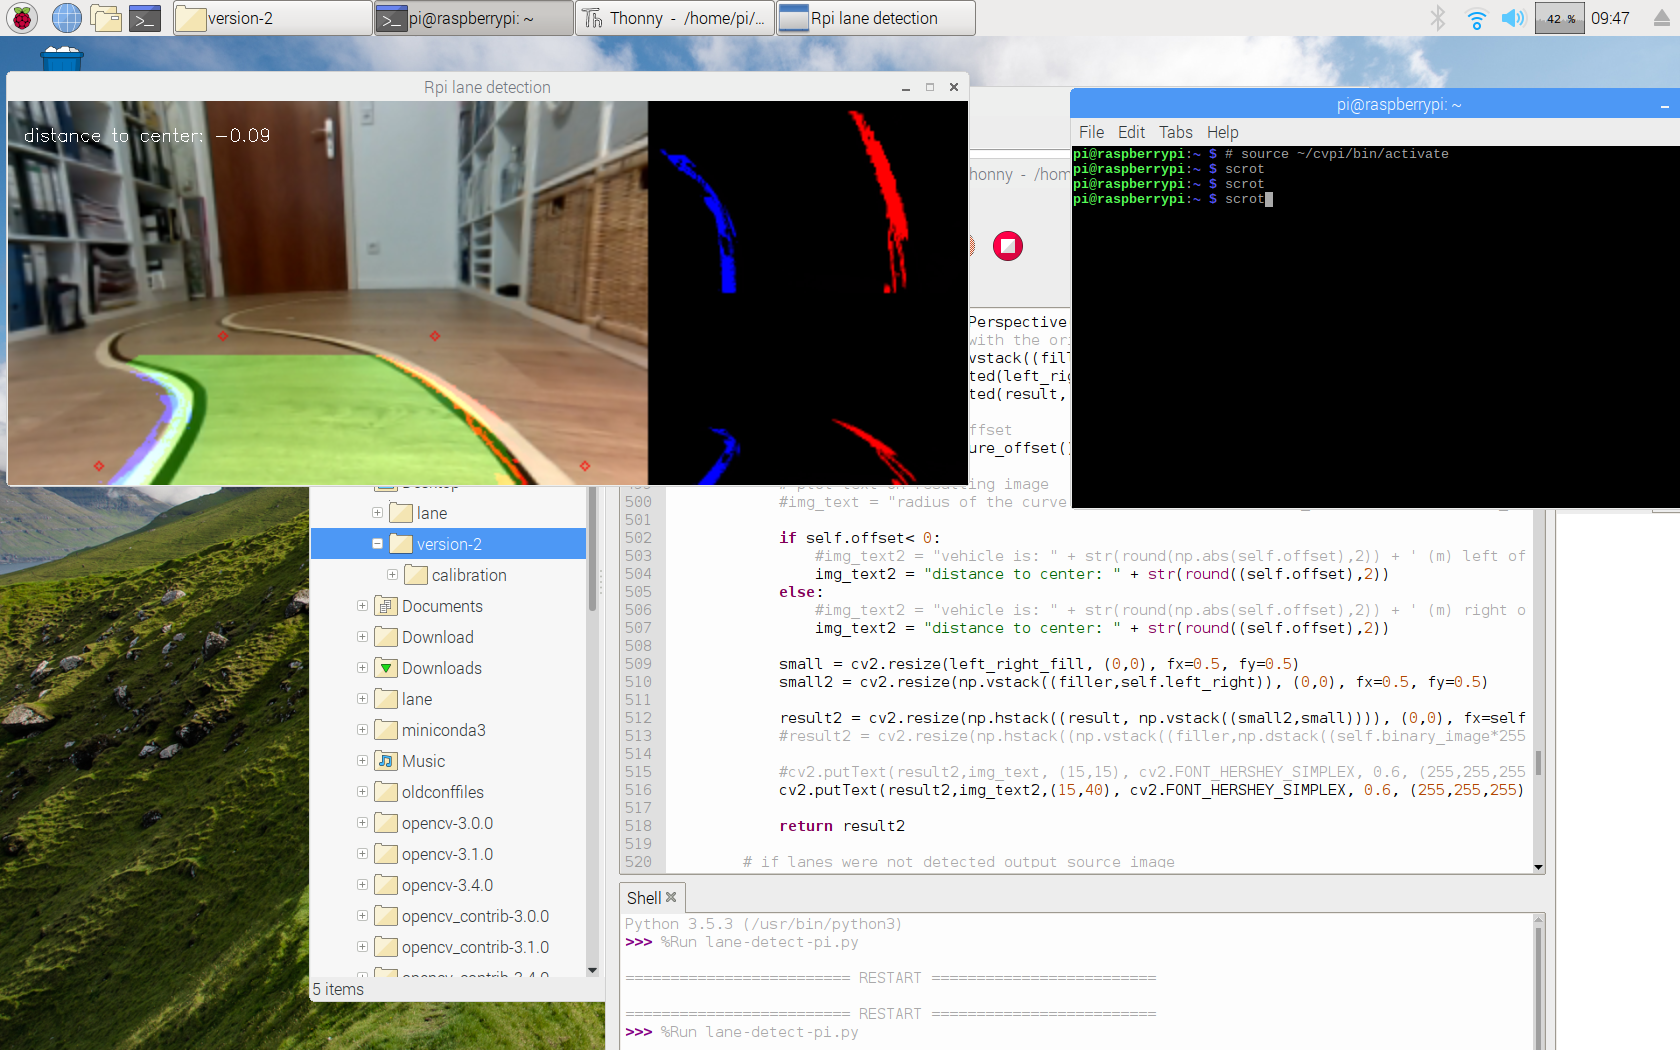 version-2
pi@raspberrypi: ~
Thonny - /home/pi/...
Rpi lane detection
42 %
09:47
Rpi lane detection
distance to center: -0.09
pi@raspberrypi: ~
File Edit Tabs Help
pi@raspberrypi:~ $ # source ~/cvpi/bin/activate
pi@raspberrypi:~ $ scrot
pi@raspberrypi:~ $ scrot
pi@raspberrypi:~ $ scrot
honny - /hom
Perspective
with the ori
vstack((fill
ted(left_rig
ted(result,
ffset
ure_offset()
lane
version-2
calibration
Documents
Download
Downloads
lane
miniconda3
Music
oldconffiles
opencv-3.0.0
opencv-3.1.0
opencv-3.4.0
opencv_contrib-3.0.0
opencv_contrib-3.1.0
opencv_contrib-3.4.0
5 items
# plot text on resulting image
500 #img_text = "radius of the curve
501
502 if self.offset< 0:
503 #img_text2 = "vehicle is: " + str(round(np.abs(self.offset),2)) + ' (m) left of
504 img_text2 = "distance to center: " + str(round((self.offset),2))
505 else:
506 #img_text2 = "vehicle is: " + str(round(np.abs(self.offset),2)) + ' (m) right o
507 img_text2 = "distance to center: " + str(round((self.offset),2))
508
509 small = cv2.resize(left_right_fill, (0,0), fx=0.5, fy=0.5)
510 small2 = cv2.resize(np.vstack((filler,self.left_right)), (0,0), fx=0.5, fy=0.5)
511
512 result2 = cv2.resize(np.hstack((result, np.vstack((small2,small)))), (0,0), fx=self
513 #result2 = cv2.resize(np.hstack((np.vstack((filler,np.dstack((self.binary_image*255
514
515 #cv2.putText(result2,img_text, (15,15), cv2.FONT_HERSHEY_SIMPLEX, 0.6, (255,255,255
516 cv2.putText(result2,img_text2,(15,40), cv2.FONT_HERSHEY_SIMPLEX, 0.6, (255,255,255)
517
518 return result2
519
520 # if lanes were not detected output source image
Shell
Python 3.5.3 (/usr/bin/python3)
>>> %Run lane-detect-pi.py
========================= RESTART =========================
========================= RESTART =========================
>>> %Run lane-detect-pi.py